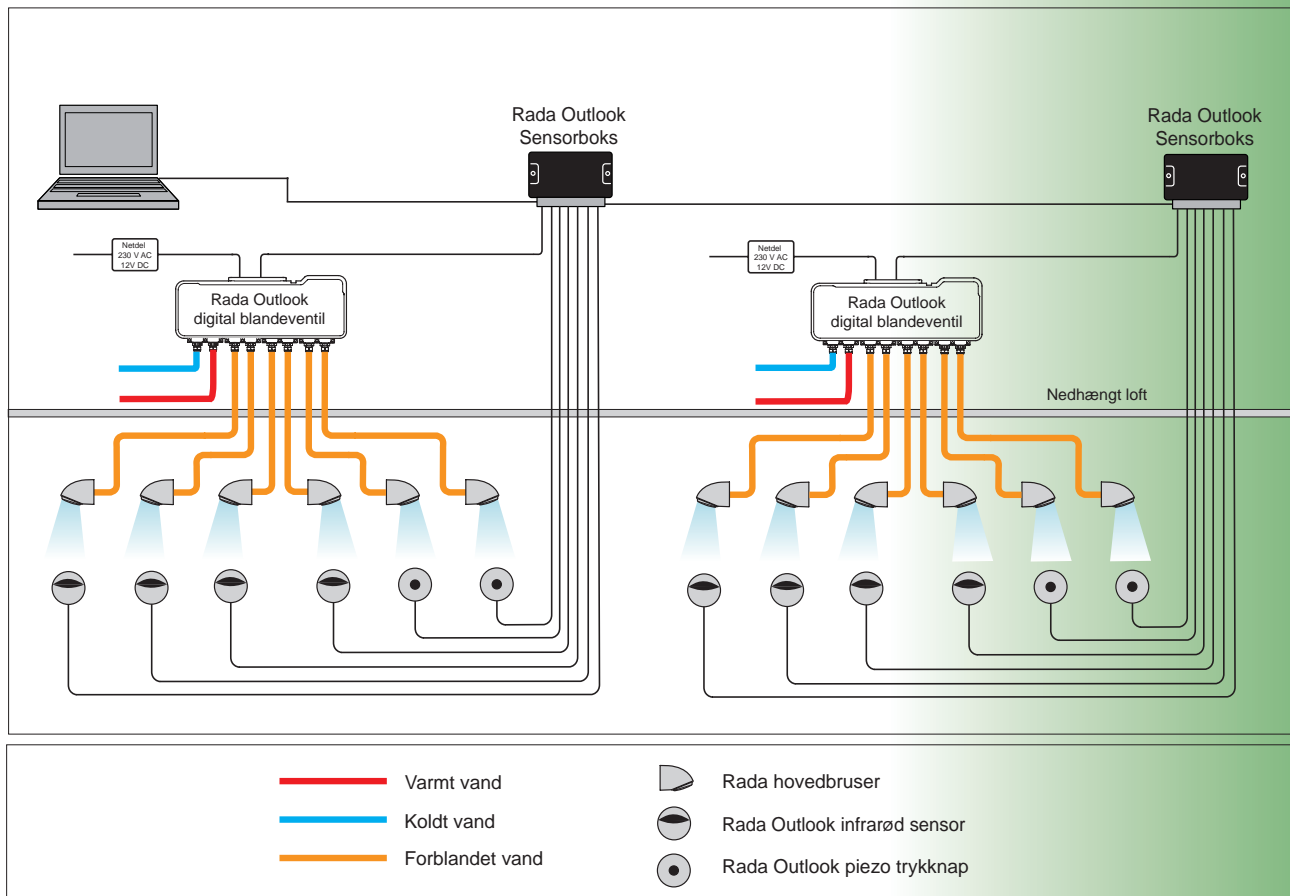 Rada Outlook
Sensorboks
Rada Outlook
Sensorboks
Netdel
230 V AC
12V DC
Netdel
230 V AC
12V DC
Rada Outlook
digital blandeventil
Rada Outlook
digital blandeventil
Nedhængt loft
Varmt vand
Koldt vand
Forblandet vand
Rada hovedbruser
Rada Outlook infrarød sensor
Rada Outlook piezo trykknap